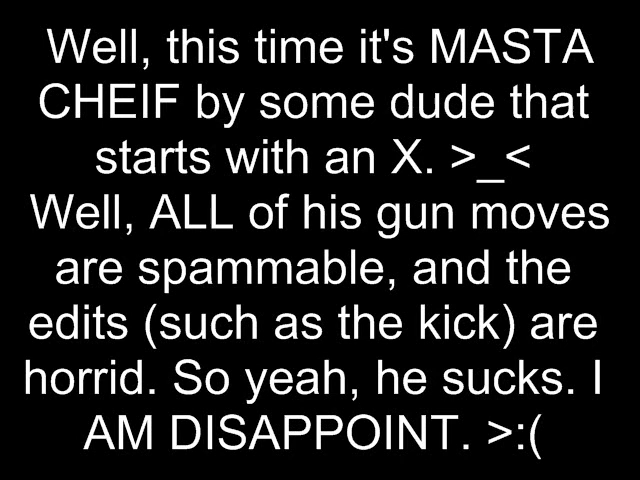 Well, this time it's MASTA
CHEIF by some dude that
starts with an X. >_<
Well, ALL of his gun moves
are spammable, and the
edits (such as the kick) are
horrid. So yeah, he sucks. I
AM DISAPPOINT. >:(